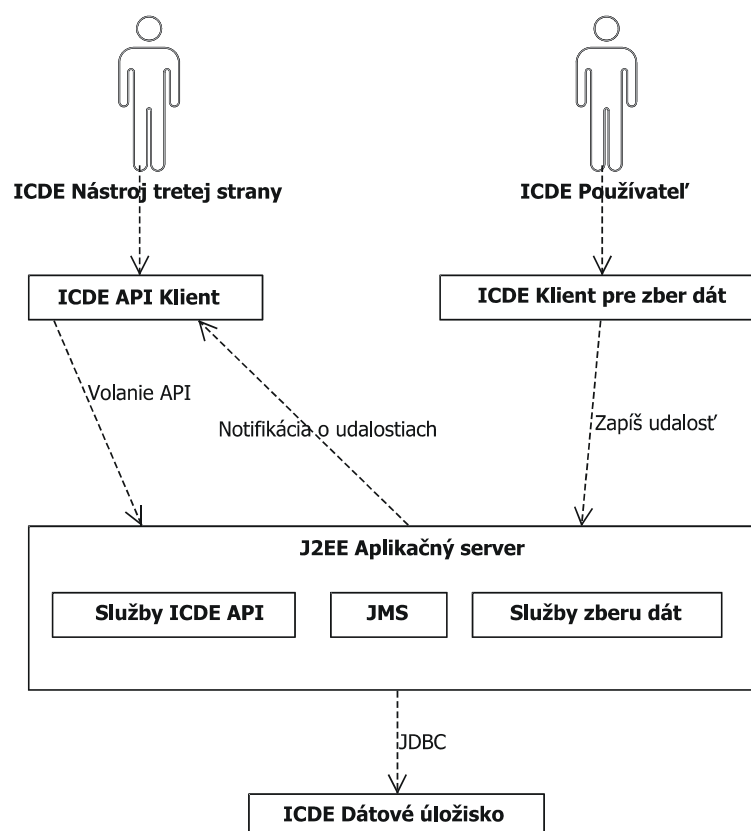 ICDE Nástroj tretej strany
ICDE Používateľ
ICDE API Klient
ICDE Klient pre zber dát
Volanie API
Notifikácia o udalostiach
Zapíš udalosť
J2EE Aplikačný server
Služby ICDE API
JMS
Služby zberu dát
JDBC
ICDE Dátové úložisko